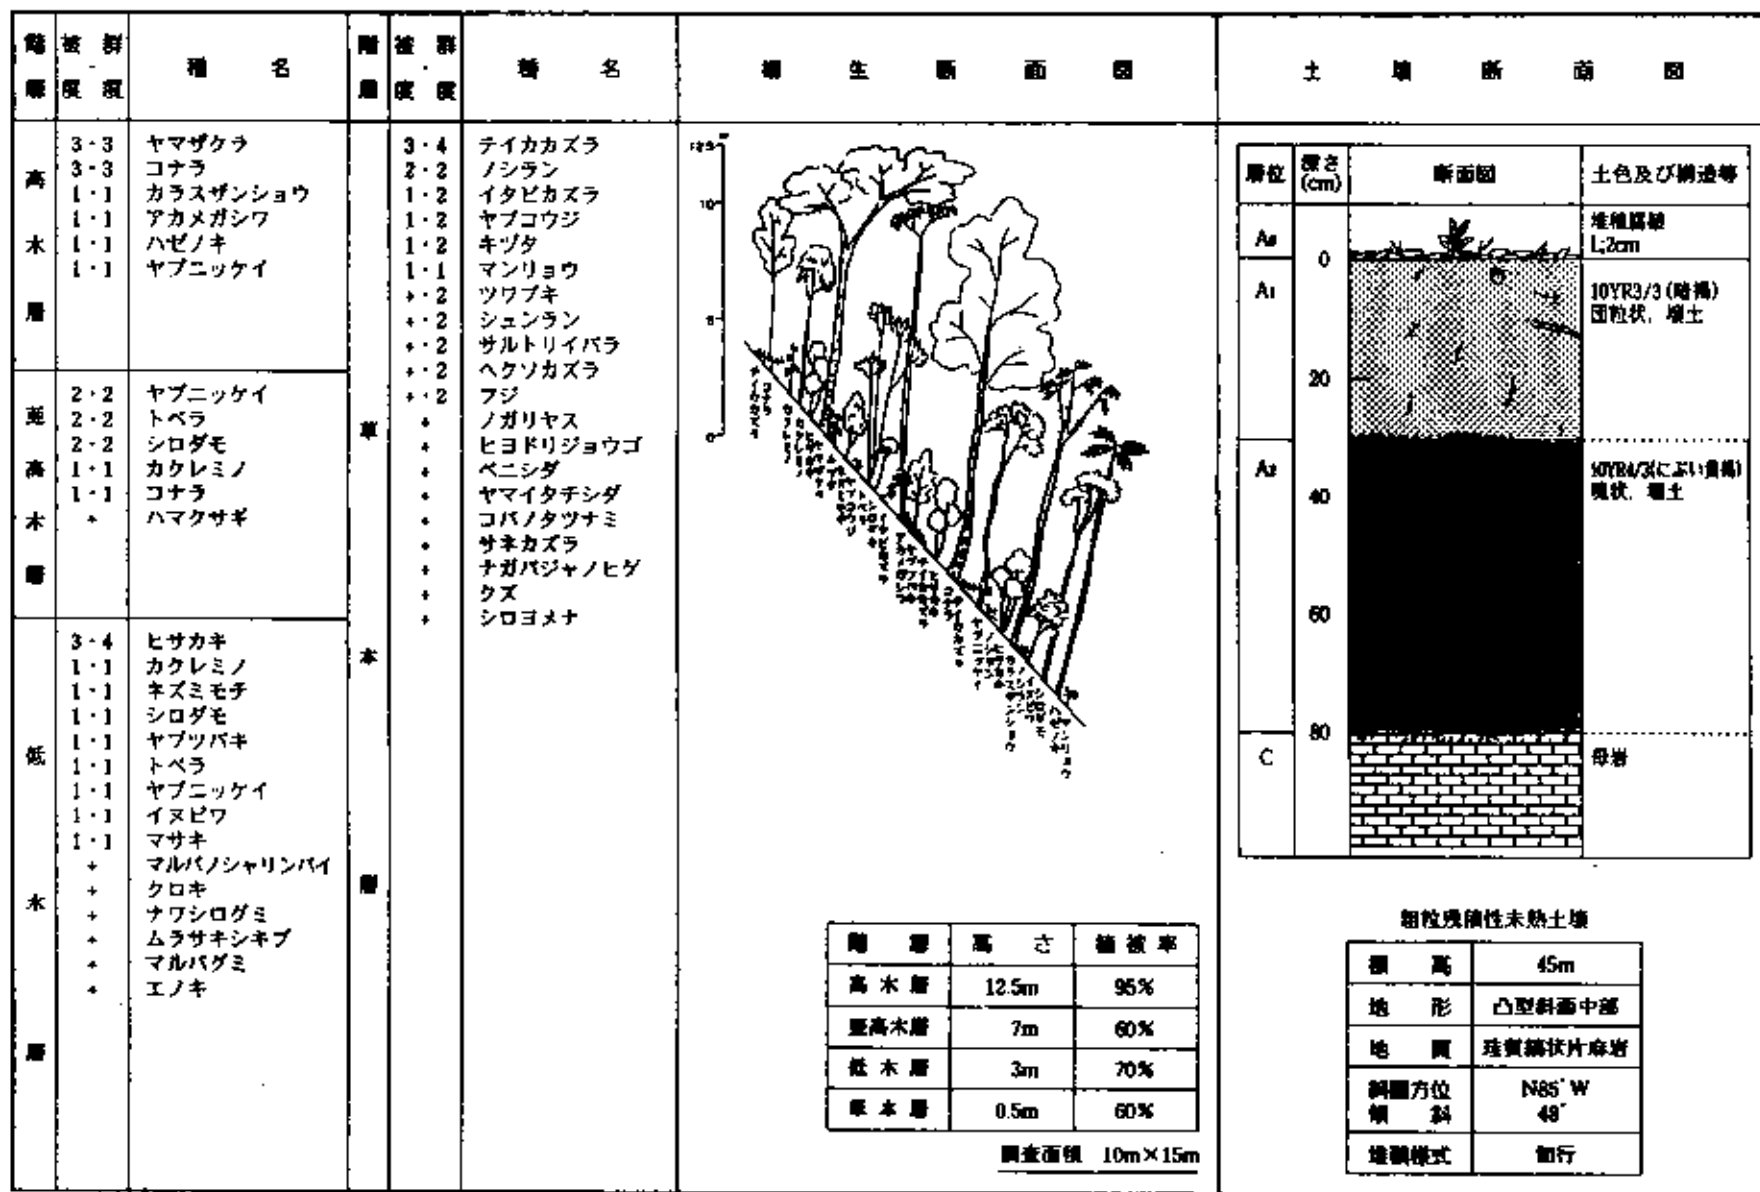 階層 被度・群度 種名
高木層
3・3 ヤマザクラ
3・3 コナラ
1・1 カラスザンショウ
1・1 アカメガシワ
1・1 ハゼノキ
1・1 ヤブニッケイ
亜高木層
2・2 ヤブニッケイ
2・2 トベラ
2・2 シロダモ
1・1 カクレミノ
1・1 コナラ
+ ハマクサギ
低木層
3・4 ヒサカキ
1・1 カクレミノ
1・1 ネズミモチ
1・1 シロダモ
1・1 ヤブツバキ
1・1 トベラ
1・1 ヤブニッケイ
1・1 イヌビワ
1・1 マサキ
+ マルバノシャリンバイ
+ クロキ
+ ナワシログミ
+ ムラサキシキブ
+ マルバグミ
+ エノキ
階層 被度・群度 種名
草本層
3・4 テイカカズラ
2・2 ノシラン
1・2 イタビカズラ
1・2 ヤブコウジ
1・2 キヅタ
1・1 マンリョウ
+・2 ツワブキ
+・2 シュンラン
+・2 サルトリイバラ
+・2 ヘクソカズラ
+・2 フジ
+ ノガリヤス
+ ヒヨドリジョウゴ
+ ベニシダ
+ ヤマイタチシダ
+ コバノタツナミ
+ サネカズラ
+ ナガバジャノヒゲ
+ クズ
+ シロヨメナ
植生断面図
12.5
10
5
0
階層 高さ 植被率
高木層 12.5m 95%
亜高木層 7m 60%
低木層 3m 70%
草本層 0.5m 60%
調査面積 10m×15m
土壌断面図
層位 深さ(cm) 断面図 土色及び構造等
A₀ 堆積腐植
L;2cm
0
A₁ 10YR3/3(暗褐)
団粒状、壌土
20
A₂ 10YR4/3(にぶい黄褐)
塊状、壌土
40
60
80
C 母岩
粗粒残積性未熟土壌
標高 45m
地形 凸型斜面中部
地質 珪質縞状片麻岩
斜面方位 N85°W
傾斜 48°
堆積様式 匍行